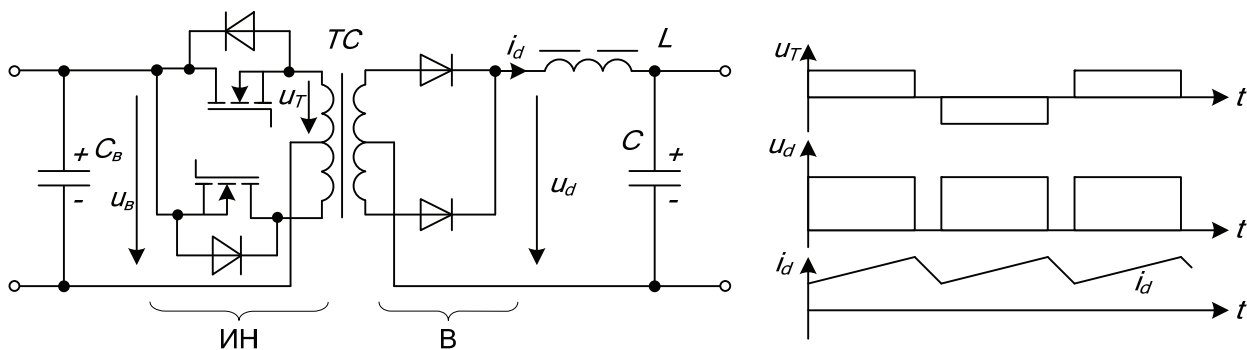 TC
i_d
L
u_T
C_в
+
-
u_в
u_d
C
+
-
ИН
В
u_T
t
u_d
t
i_d
i_d
t